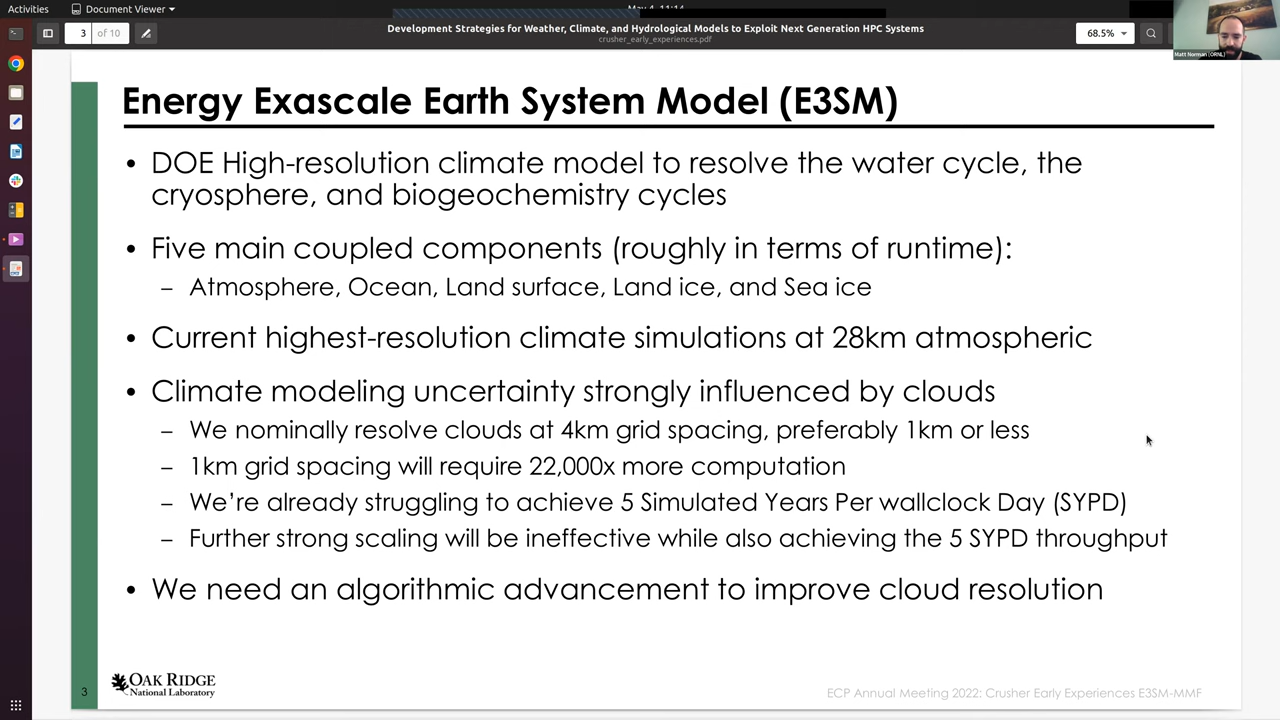 Activities
Document Viewer
May 4, 11:14
3
of 10
Development Strategies for Weather, Climate, and Hydrological Models to Exploit Next Generation HPC Systems
crusher_early_experiences.pdf
68.5%
Matt Norman (ORNL)
Energy Exascale Earth System Model (E3SM)
• DOE High-resolution climate model to resolve the water cycle, the
cryosphere, and biogeochemistry cycles
• Five main coupled components (roughly in terms of runtime):
– Atmosphere, Ocean, Land surface, Land ice, and Sea ice
• Current highest-resolution climate simulations at 28km atmospheric
• Climate modeling uncertainty strongly influenced by clouds
– We nominally resolve clouds at 4km grid spacing, preferably 1km or less
– 1km grid spacing will require 22,000x more computation
– We’re already struggling to achieve 5 Simulated Years Per wallclock Day (SYPD)
– Further strong scaling will be ineffective while also achieving the 5 SYPD throughput
• We need an algorithmic advancement to improve cloud resolution
3
OAK RIDGE
National Laboratory
ECP Annual Meeting 2022: Crusher Early Experiences E3SM-MMF